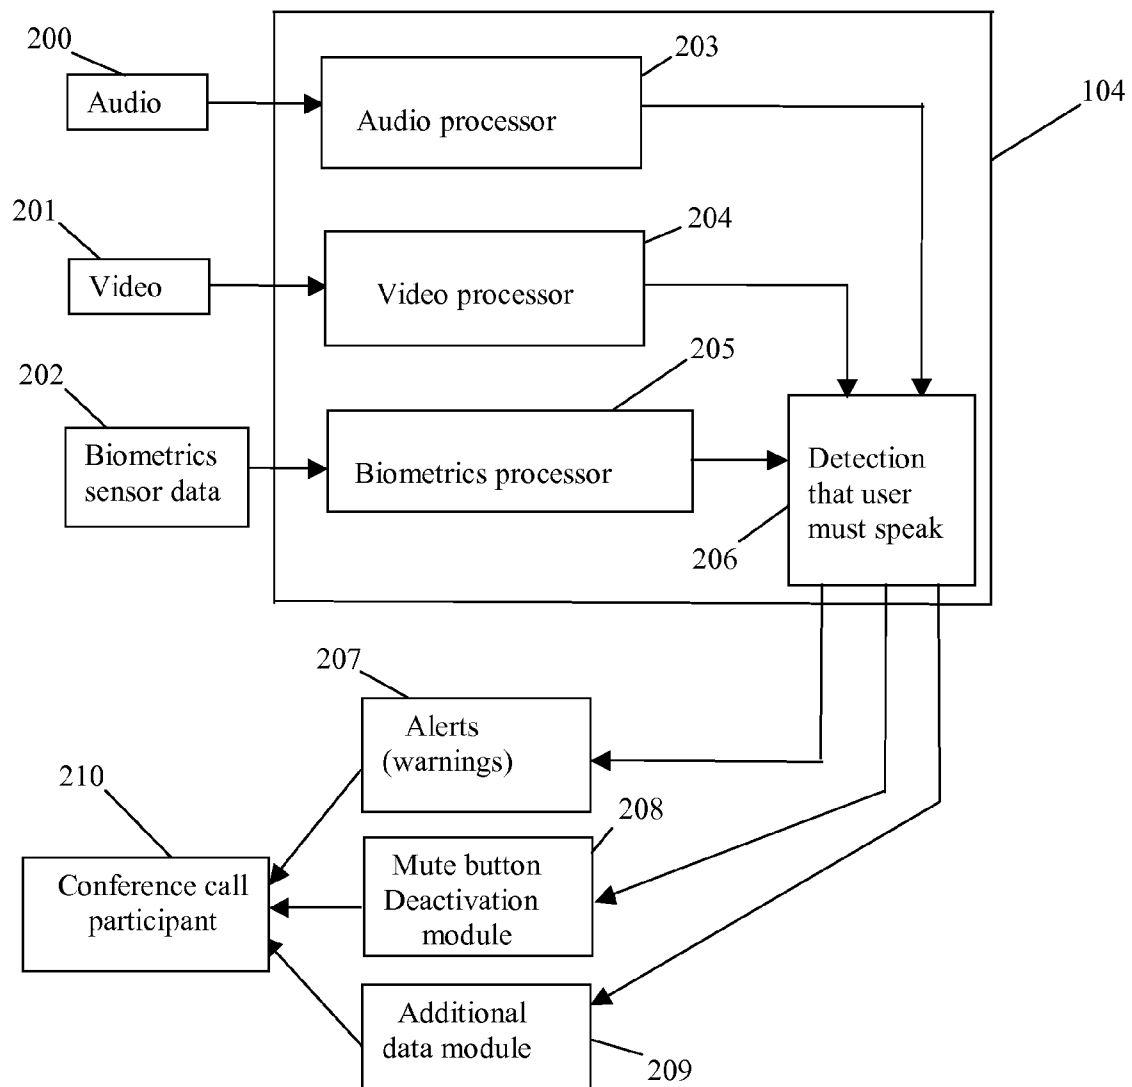 200
203
Audio
Audio processor
104
201
204
Video
Video processor
205
202
Biometrics
sensor data
Biometrics processor
Detection
that user
must speak
206
207
Alerts
(warnings)
210
208
Conference call
participant
Mute button
Deactivation
module
Additional
data module
209